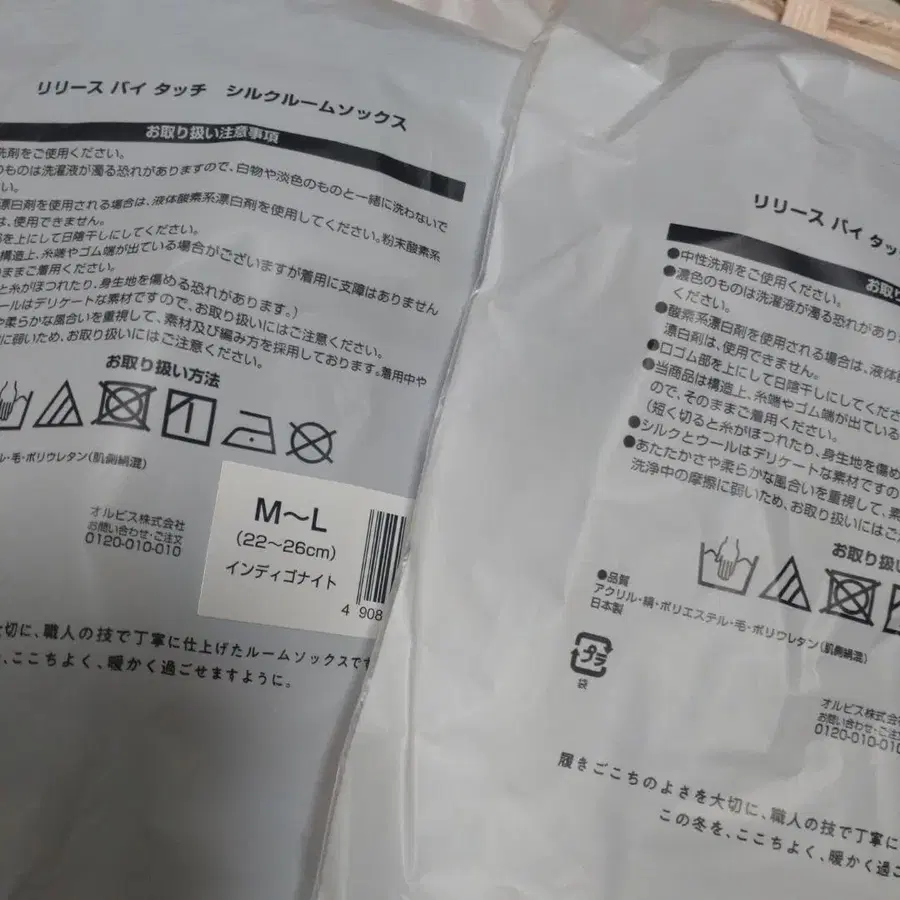 リリース バイ タッチ　シルクルームソックス
お取り扱い注意事項
洗剤をご使用ください。
のものは洗濯液が濁る恐れがありますので、白物や淡色のものと一緒に洗わないで
い。
漂白剤を使用される場合は、液体酸素系漂白剤を使用してください。粉末酸素系
は、使用できません。
を上にして日陰干しにしてください。
構造上、糸端やゴム端が出ている場合がございますが着用に支障はありません
ままご着用ください。
と糸がほつれたり、身生地を傷める恐れがあります。）
ールはデリケートな素材ですので、お取り扱いにはご注意ください。
や柔らかな風合いを重視して、素材及び編み方を採用しております。着用中や
に弱いため、お取り扱いにはご注意ください。
お取り扱い方法
ル・毛・ポリウレタン(肌側絹混)
オルビス株式会社
お問い合わせ・ご注文
0120-010-010
M～L
(22～26cm)
インディゴナイト
4 908
大切に、職人の技で丁寧に仕上げたルームソックスです
、ここちよく、暖かく過ごせますように。
リリース バイ タッ
お取り
●中性洗剤をご使用ください。
●濃色のものは洗濯液が濁る恐れがあり
ください。
●酸素系漂白剤を使用される場合は、液体酸
漂白剤は、使用できません。
●口ゴム部を上にして日陰干しにしてくださ
●当商品は構造上、糸端やゴム端が出ている
ので、そのままご着用ください。
（短く切ると糸がほつれたり、身生地を傷め
●シルクとウールはデリケートな素材ですの
●あたたかさや柔らかな風合いを重視して、素
洗浄中の摩擦に弱いため、お取り扱いにはご
お取り扱い
●品質
アクリル・絹・ポリエステル・毛・ポリウレタン(肌側絹混)
日本製
プラ
袋
オルビス株式会
お問い合わせ・ご注
0120-010-010
履きごこちのよさを大切に、職人の技で丁寧に
この冬を、ここちよく、暖かく過ご